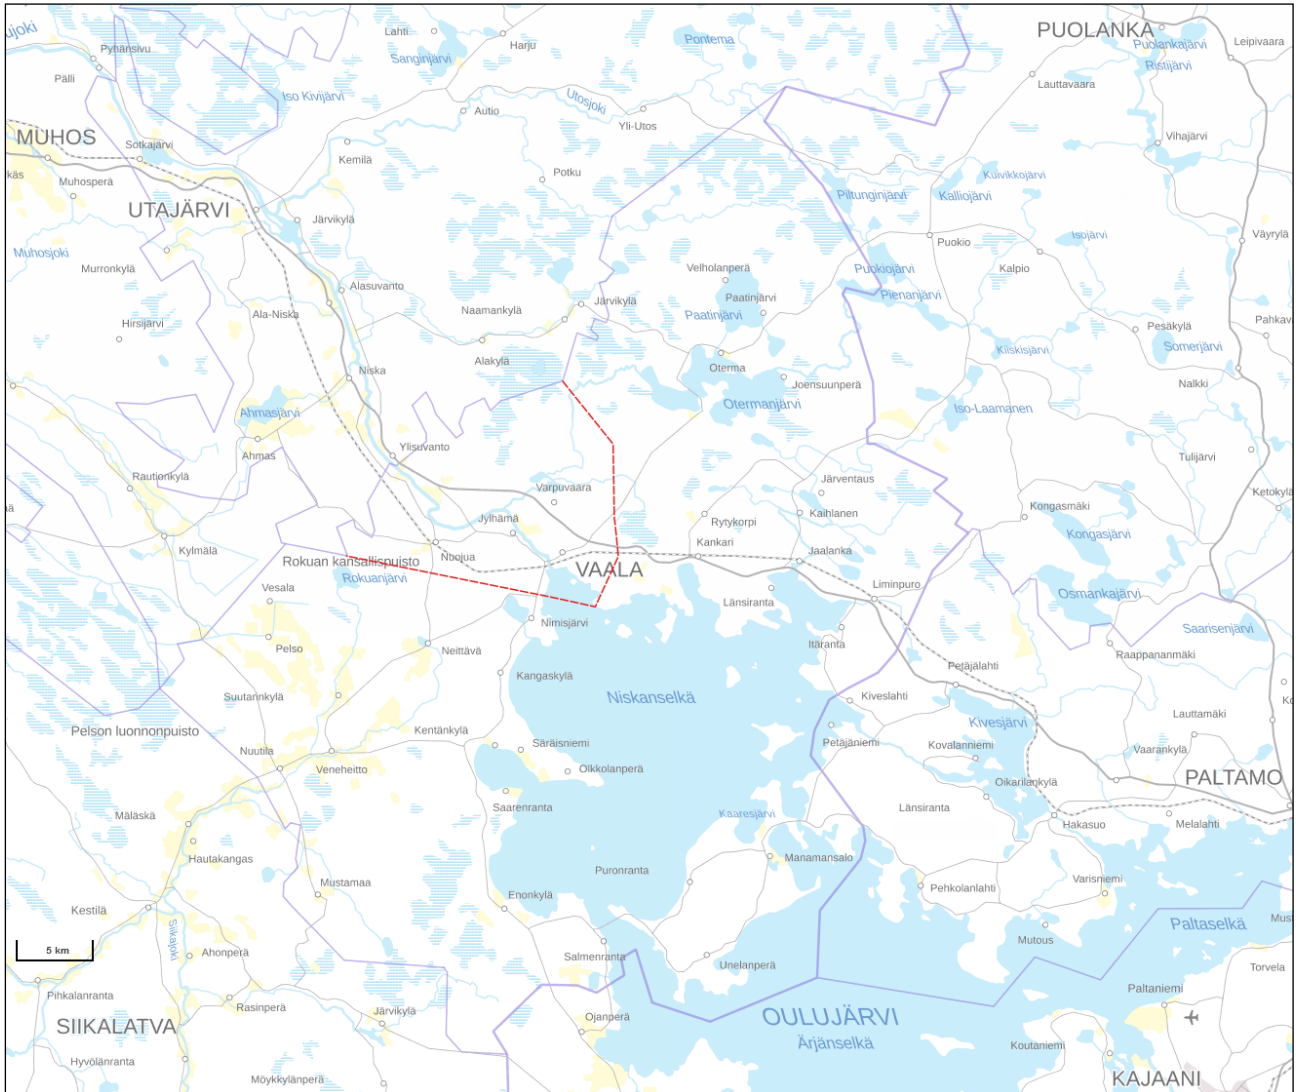 ujoki
Lahti
Harju
Pontema
PUOLANKA
Puolankajärvi
Leipivaara
Pyhänsivu
Sanginjärvi
Ristijärvi
Pälli
Lauttavaara
Iso Kivijärvi
Utosjoki
Autio
Yli-Utos
MUHOS
Vihajärvi
Sotkajärvi
Kemilä
käs
Muhosperä
Potku
Kuivikkojärvi
Piltunginjärvi
Kalliojärvi
UTAJÄRVI
Järvikylä
Isojärvi
Väyrylä
Puokio
Muhosjoki
Murronkylä
Velholanperä
Puokiojärvi
Kalpio
Alasuvanto
Paatinjärvi
Pienanjärvi
Järvikylä
Ala-Niska
Naamankylä
Paatinjärvi
Pahkav
Hirsijärvi
Pesäkylä
Kiiskisjärvi
Somerjärvi
Alakylä
Oterma
Niska
Joensuunperä
Nalkki
Ahmasjärvi
Otermanjärvi
Iso-Laamanen
Ylisuvanto
Ahmas
Tulijärvi
Rautionkylä
Varpuvaara
Järventaus
Ketokylä
ää
Kongasmäki
Jylhämä
Rytykorpi
Kaihlanen
Kongasjärvi
Kylmälä
Nuojua
Kankari
Jaalanka
Rokuan kansallispuisto
VAALA
Rokuanjärvi
Liminpuro
Vesala
Länsiranta
Osmankajärvi
Nimisjärvi
Saarisenjärvi
Pelso
Neittävä
Itäranta
Raappananmäki
Kangaskylä
Petäjälahti
Suutarinkylä
Niskanselkä
Kiveslahti
Ko
Lauttamäki
Pelson luonnonpuisto
Kentänkylä
Kivesjärvi
Säräisniemi
Petäjäniemi
Kovalanniemi
Nuutila
Vaarankylä
Veneheitto
Olkkolanperä
Oikarilankylä
PALTAMO
Saarenranta
Länsiranta
Mäläskä
Kaaresjärvi
Hakasuo
Melalahti
Hautakangas
Manamansalo
Puronranta
Mustamaa
Pehkolanlahti
Varisniemi
Enonkylä
Kestilä
Siikajoki
Paltaselkä
Must
Mutous
5 km
Ahonperä
Salmenranta
Unelanperä
Torvela
Pihkalanranta
Rasinperä
Paltaniemi
SIIKALATVA
Järvikylä
Ojanperä
OULUJÄRVI
Ärjänselkä
Koutaniemi
Hyvölänranta
Möykkylänperä
KAJAANI